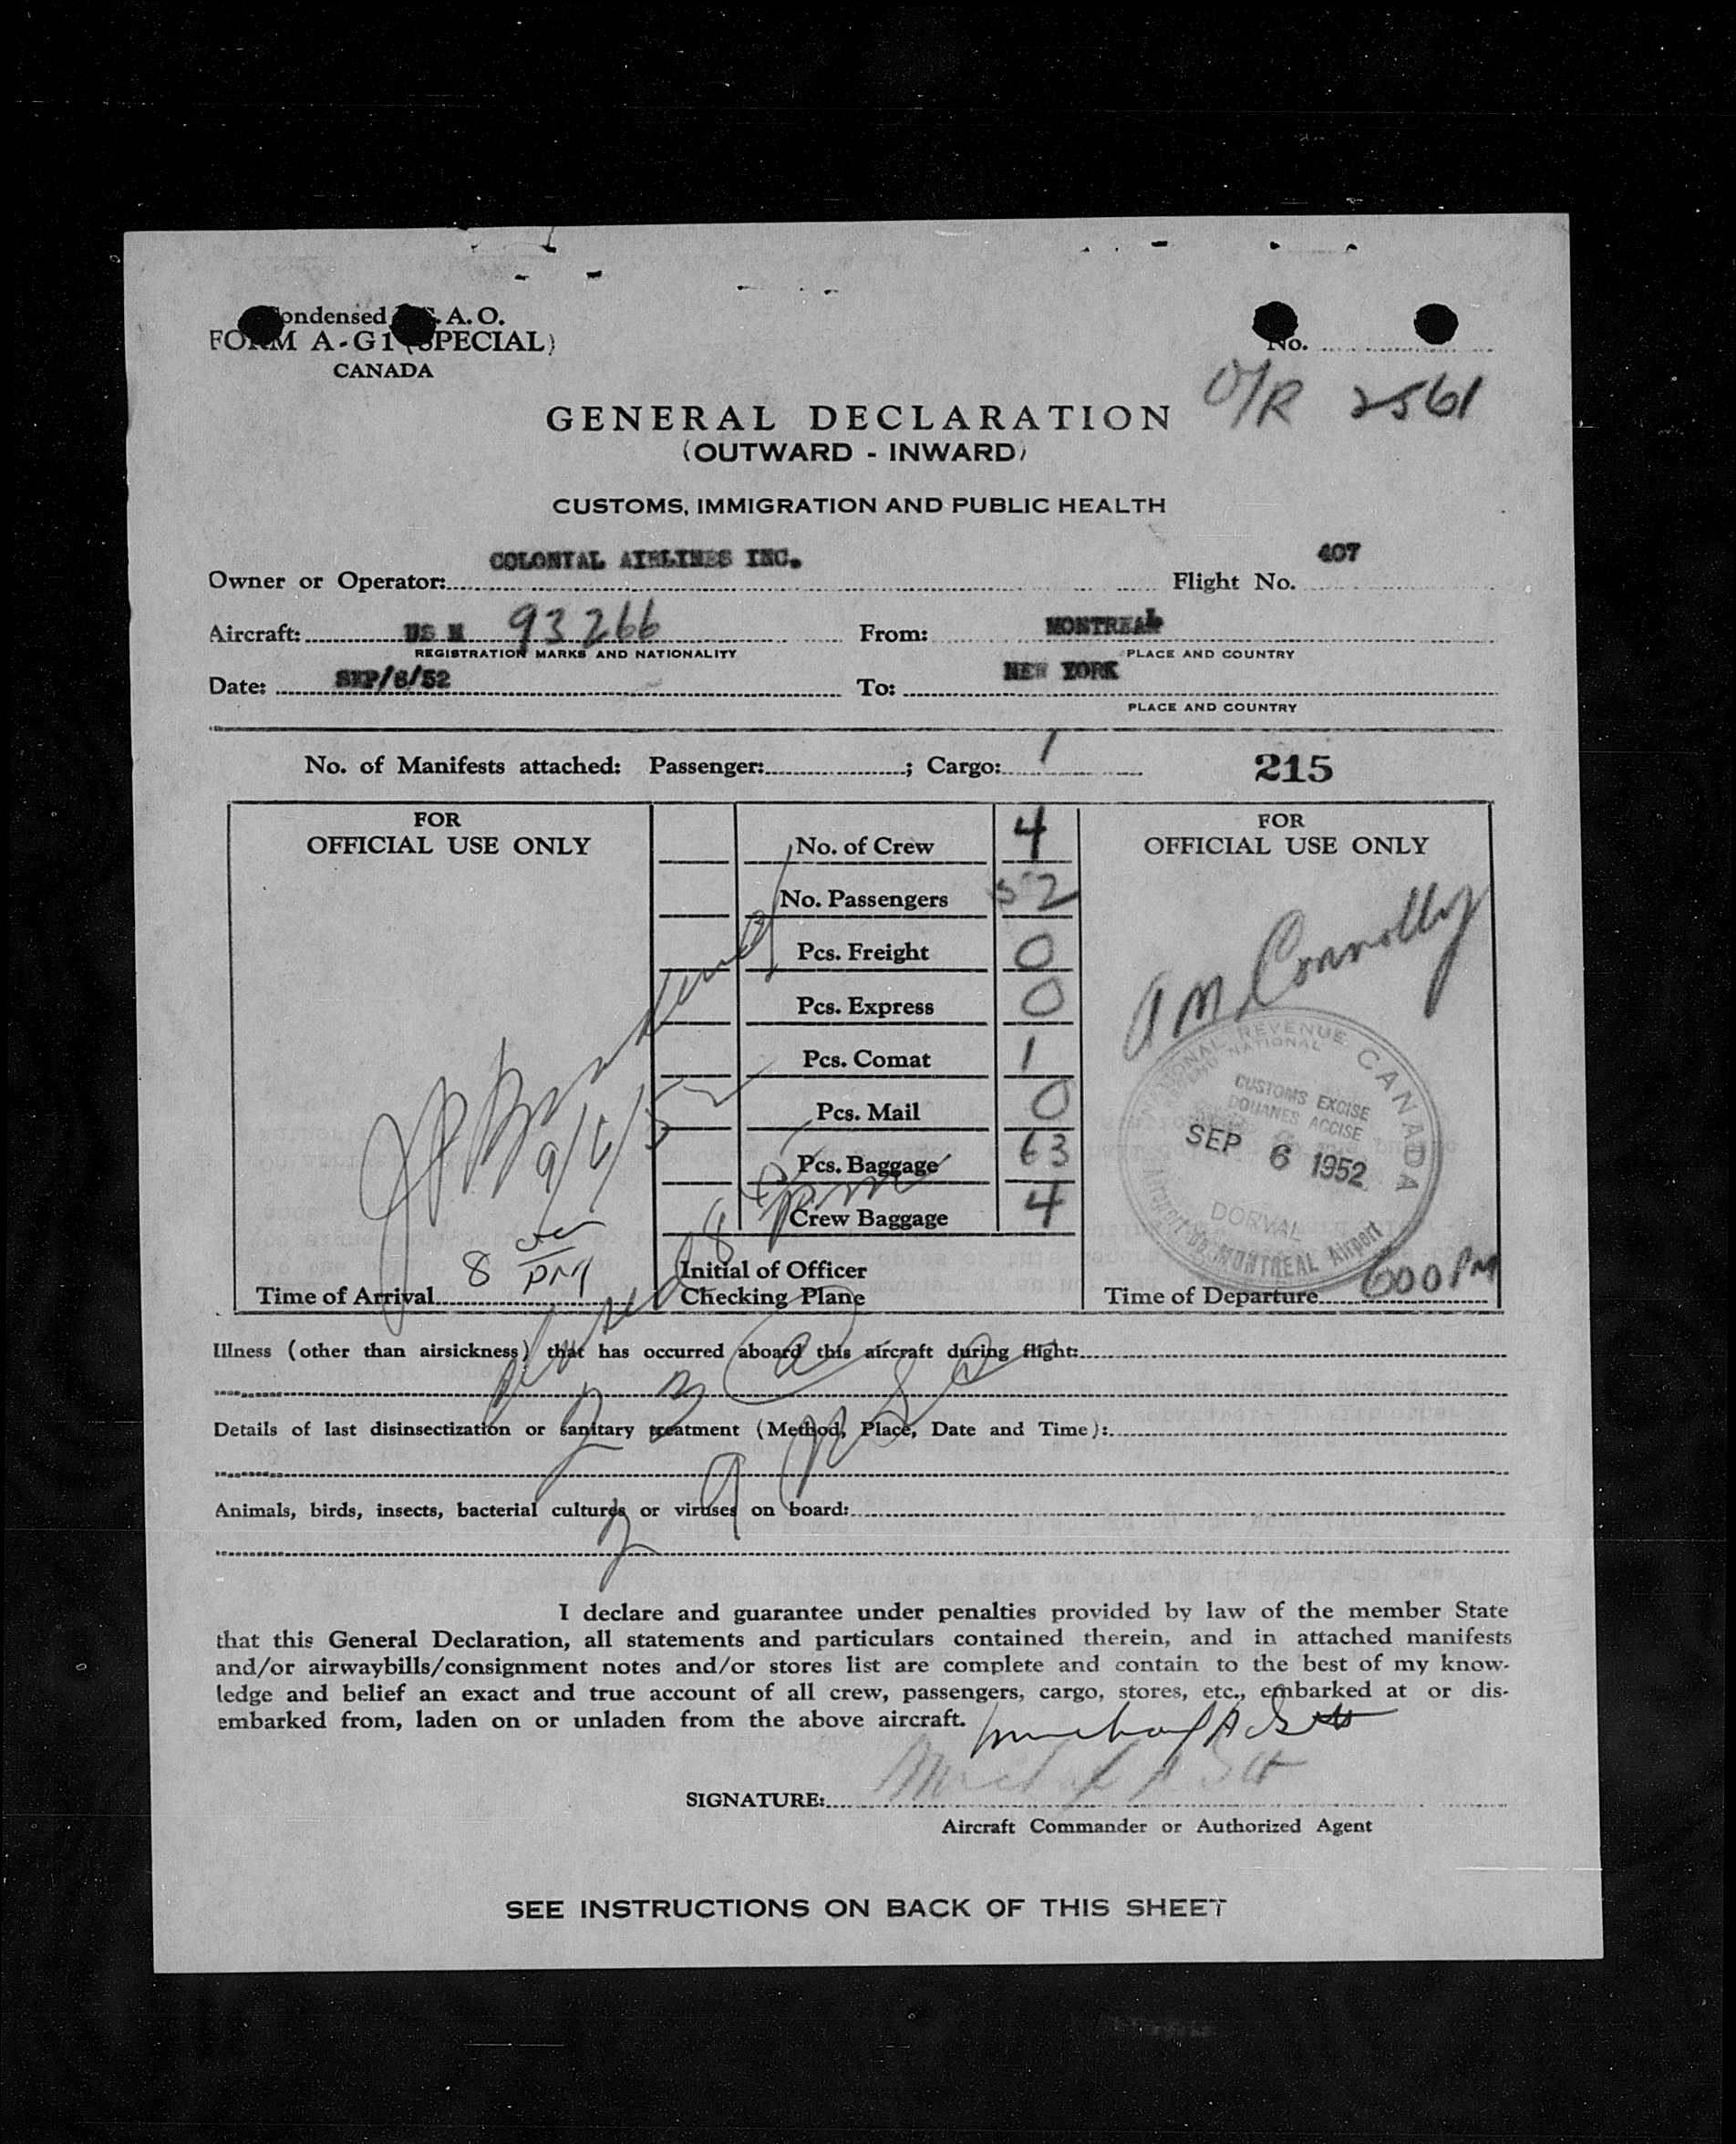 Condensed I.C.A.O.
FORM A-G1 (SPECIAL)
CANADA
No.
O/R 2561
GENERAL DECLARATION
(OUTWARD - INWARD)
CUSTOMS, IMMIGRATION AND PUBLIC HEALTH
Owner or Operator: COLONIAL AIRLINES INC. Flight No. 407
Aircraft: US N 93266 From: MONTREAL
REGISTRATION MARKS AND NATIONALITY PLACE AND COUNTRY
Date: SEP/6/52 To: NEW YORK
PLACE AND COUNTRY
No. of Manifests attached: Passenger: ; Cargo: 1 215
FOR
OFFICIAL USE ONLY
9/6/52
8 PM
Time of Arrival
No. of Crew 4
No. Passengers 52
Pcs. Freight 0
Pcs. Express 0
Pcs. Comat 1
Pcs. Mail 0
Pcs. Baggage 63
Crew Baggage 4
Initial of Officer
Checking Plane
FOR
OFFICIAL USE ONLY
A M Connolly
NATIONAL REVENUE CANADA
REVENU NATIONAL
CUSTOMS EXCISE
DOUANES ACCISE
SEP 6 1952
DORVAL
Airport de MONTREAL Airport
Time of Departure 600 PM
Illness (other than airsickness) that has occurred aboard this aircraft during flight:
Details of last disinsectization or sanitary treatment (Method, Place, Date and Time):
Animals, birds, insects, bacterial cultures or viruses on board:
I declare and guarantee under penalties provided by law of the member State
that this General Declaration, all statements and particulars contained therein, and in attached manifests
and/or airwaybills/consignment notes and/or stores list are complete and contain to the best of my know-
ledge and belief an exact and true account of all crew, passengers, cargo, stores, etc., embarked at or dis-
embarked from, laden on or unladen from the above aircraft.
SIGNATURE:
Aircraft Commander or Authorized Agent
SEE INSTRUCTIONS ON BACK OF THIS SHEET